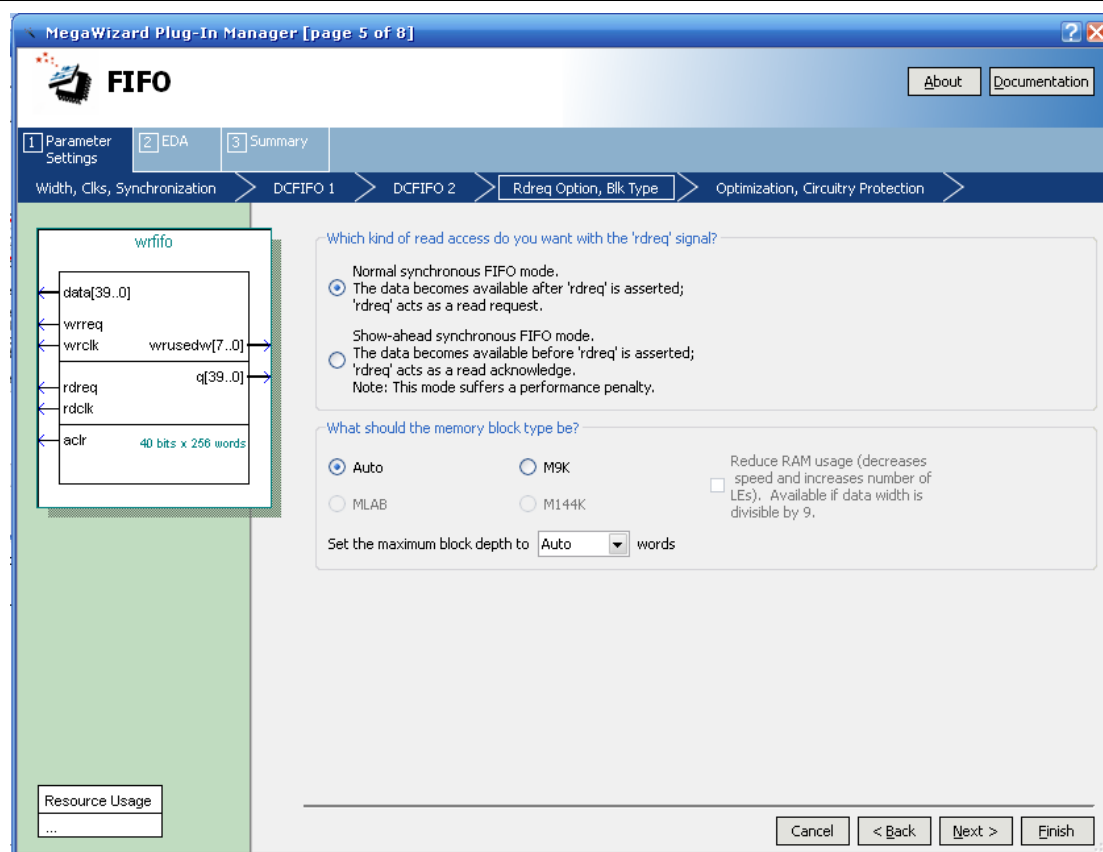 MegaWizard Plug-In Manager [page 5 of 8]
FIFO
About
Documentation
1 Parameter Settings
2 EDA
3 Summary
Width, Clks, Synchronization
DCFIFO 1
DCFIFO 2
Rdreq Option, Blk Type
Optimization, Circuitry Protection
wrfifo
data[39..0]
wrreq
wrclk
wrusedw[7..0]
q[39..0]
rdreq
rdclk
aclr
40 bits x 256 words
Which kind of read access do you want with the 'rdreq' signal?
Normal synchronous FIFO mode.
The data becomes available after 'rdreq' is asserted;
'rdreq' acts as a read request.
Show-ahead synchronous FIFO mode.
The data becomes available before 'rdreq' is asserted;
'rdreq' acts as a read acknowledge.
Note: This mode suffers a performance penalty.
What should the memory block type be?
Auto
M9K
MLAB
M144K
Reduce RAM usage (decreases
speed and increases number of
LEs). Available if data width is
divisible by 9.
Set the maximum block depth to Auto words
Resource Usage
...
Cancel
< Back
Next >
Finish